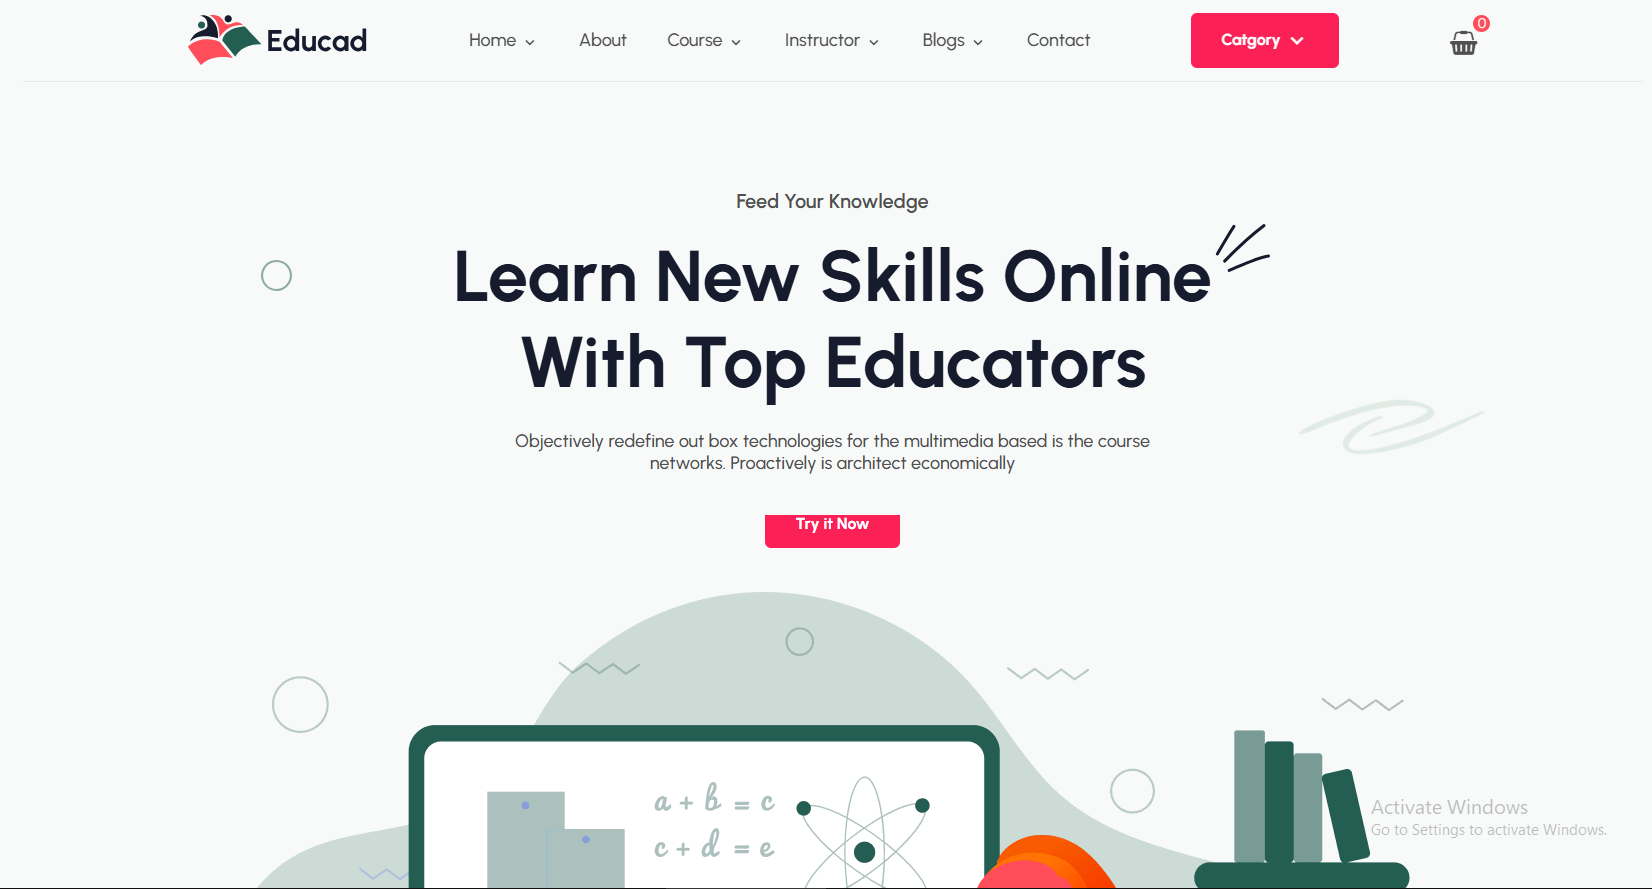 Educad
Home About Course Instructor Blogs Contact Catgory 0
Feed Your Knowledge
Learn New Skills Online
With Top Educators
Objectively redefine out box technologies for the multimedia based is the course
networks. Proactively is architect economically
Try it Now
a + b = c
c + d = e
Activate Windows
Go to Settings to activate Windows.